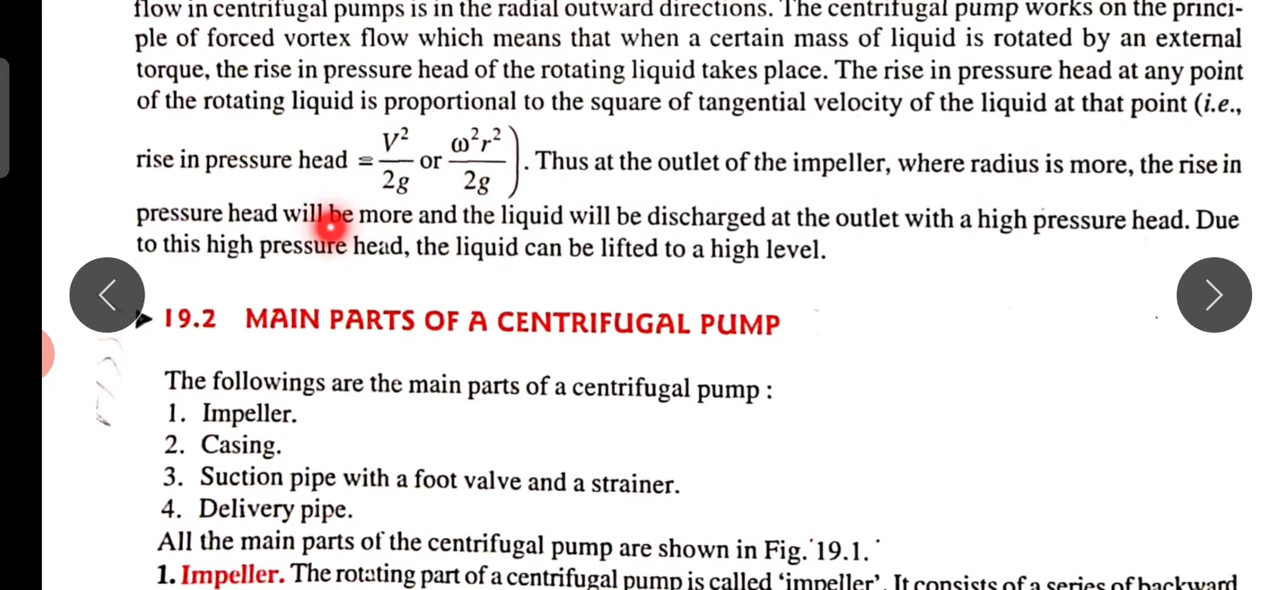 flow in centrifugal pumps is in the radial outward directions. The centrifugal pump works on the princi-
ple of forced vortex flow which means that when a certain mass of liquid is rotated by an external
torque, the rise in pressure head of the rotating liquid takes place. The rise in pressure head at any point
of the rotating liquid is proportional to the square of tangential velocity of the liquid at that point (i.e.,
rise in pressure head = V²/2g or ω²r²/2g). Thus at the outlet of the impeller, where radius is more, the rise in
pressure head will be more and the liquid will be discharged at the outlet with a high pressure head. Due
to this high pressure head, the liquid can be lifted to a high level.
19.2 MAIN PARTS OF A CENTRIFUGAL PUMP
The followings are the main parts of a centrifugal pump :
1. Impeller.
2. Casing.
3. Suction pipe with a foot valve and a strainer.
4. Delivery pipe.
All the main parts of the centrifugal pump are shown in Fig. 19.1.
1. Impeller. The rotating part of a centrifugal pump is called ‘impeller’. It consists of a series of backward